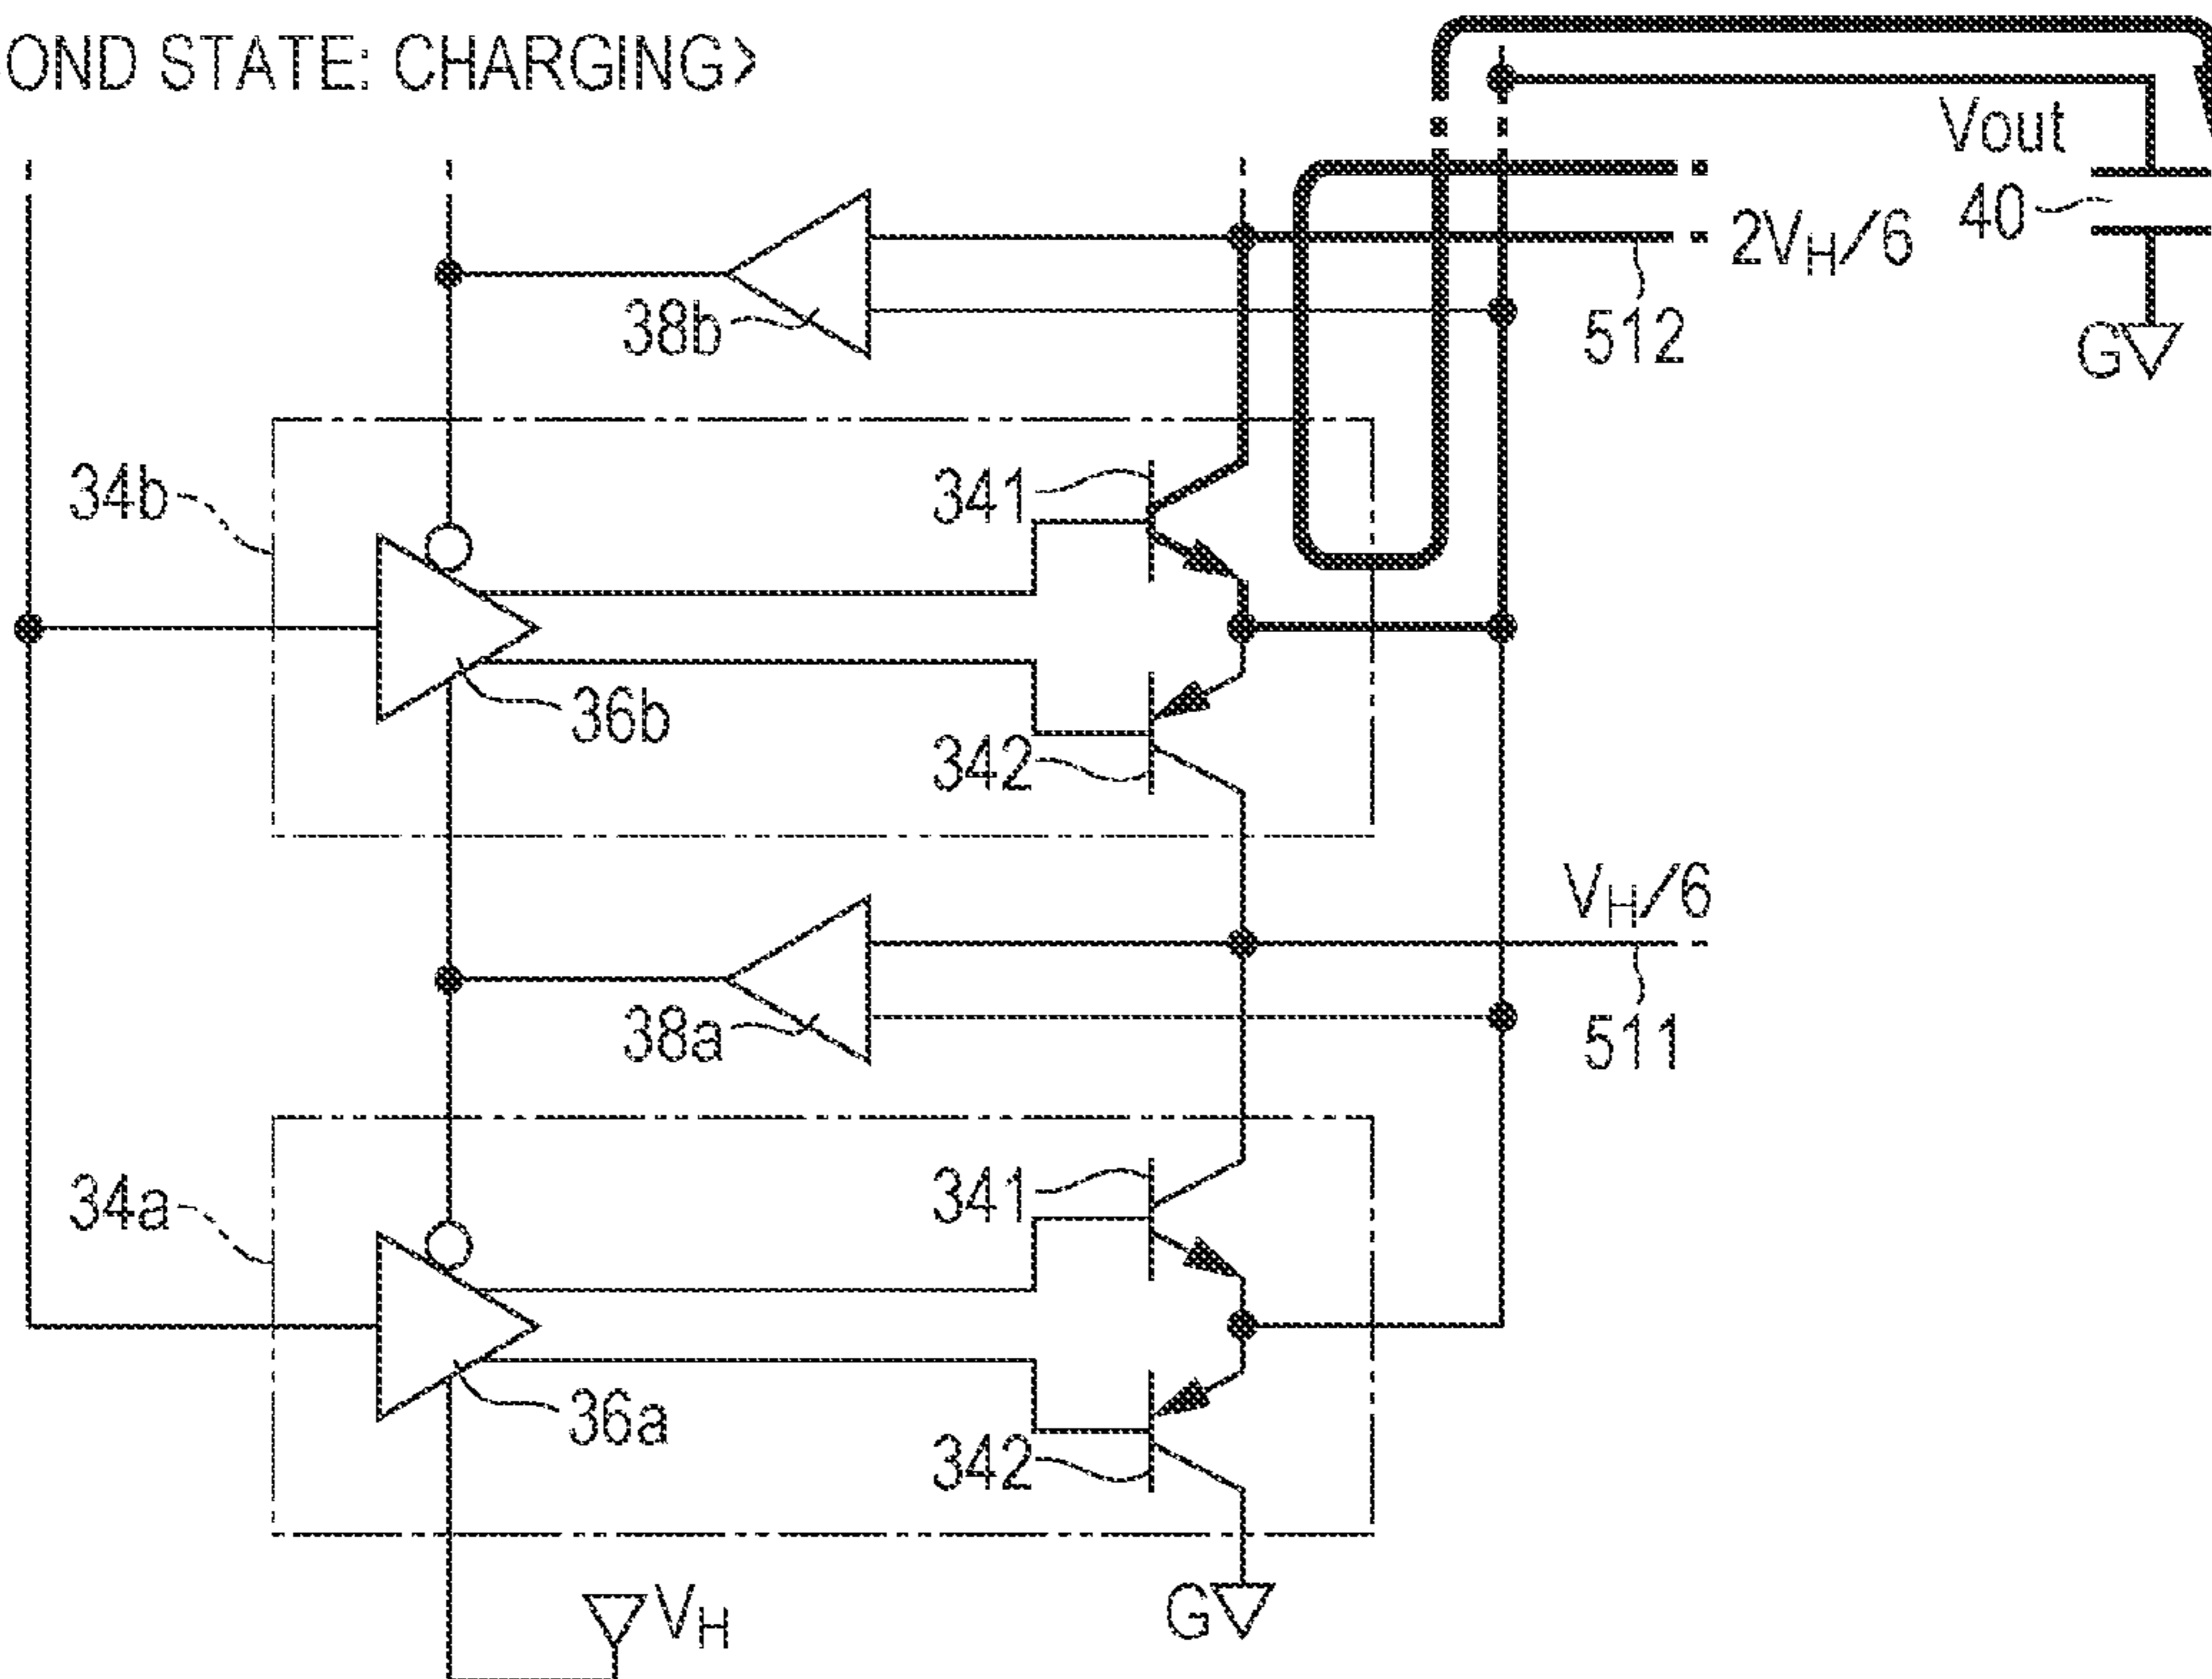 OND STATE: CHARGING>
Vout
40
2VH/6
38b
512
G
34b
341
36b
342
VH/6
38a
511
34a
341
36a
342
VH
G